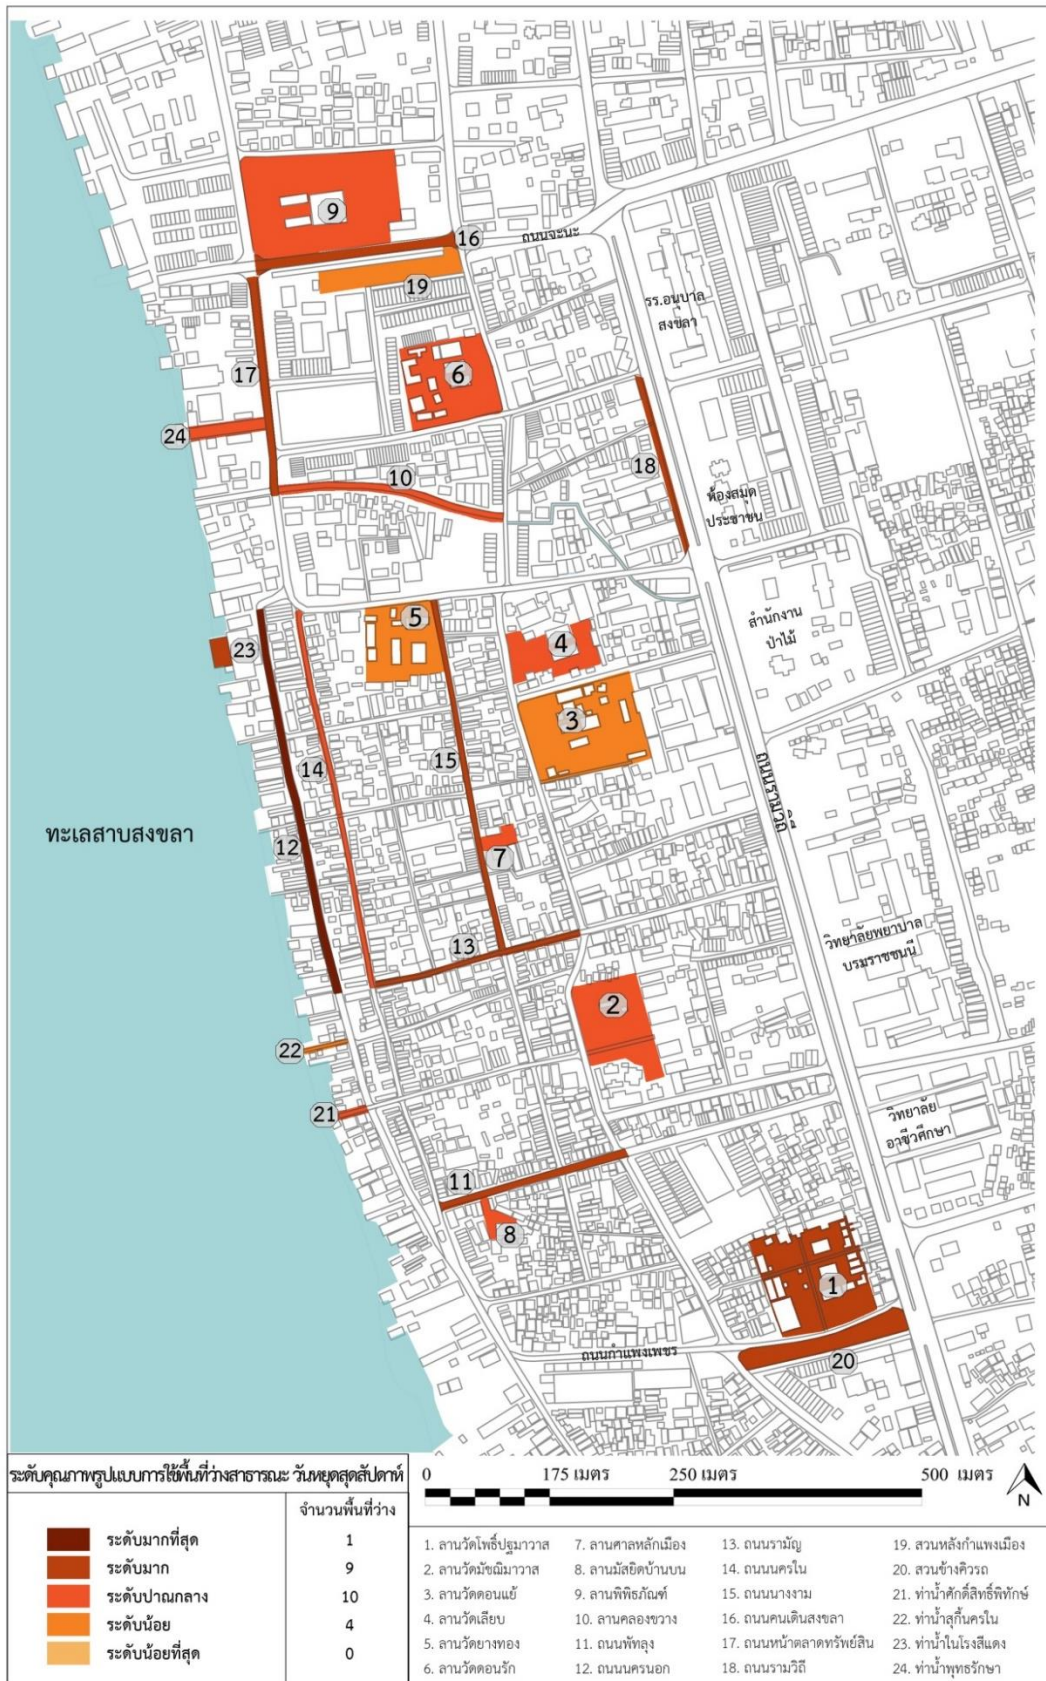 9
16
ถนนจะนะ
19
รร.อนุบาล
สงขลา
17
6
24
10
18
ห้องสมุด
ประชาชน
5
สำนักงาน
ป่าไม้
4
23
3
14
15
ถนนรามวิถี
ทะเลสาบสงขลา
12
7
13
วิทยาลัยพยาบาล
บรมราชชนนี
2
22
21
วิทยาลัย
อาชีวศึกษา
11
8
1
ถนนกำแพงเพชร
20
ระดับคุณภาพรูปแบบการใช้พื้นที่ว่างสาธารณะ วันหยุดสุดสัปดาห์
จำนวนพื้นที่ว่าง
ระดับมากที่สุด 1
ระดับมาก 9
ระดับปาณกลาง 10
ระดับน้อย 4
ระดับน้อยที่สุด 0
0 175 เมตร 250 เมตร 500 เมตร
N
1. ลานวัดโพธิ์ปฐมาวาส
2. ลานวัดมัชฌิมาวาส
3. ลานวัดดอนแย้
4. ลานวัดเลียบ
5. ลานวัดยางทอง
6. ลานวัดดอนรัก
7. ลานศาลหลักเมือง
8. ลานมัสยิดบ้านบน
9. ลานพิพิธภัณฑ์
10. ลานคลองขวาง
11. ถนนพัทลุง
12. ถนนนครนอก
13. ถนนรามัญ
14. ถนนนครใน
15. ถนนนางงาม
16. ถนนคนเดินสงขลา
17. ถนนหน้าตลาดทรัพย์สิน
18. ถนนรามวิถี
19. สวนหลังกำแพงเมือง
20. สวนข้างคิวรถ
21. ท่าน้ำศักดิ์สิทธิ์พิทักษ์
22. ท่าน้ำสุกี้นครใน
23. ท่าน้ำในโรงสีแดง
24. ท่าน้ำพุทธรักษา